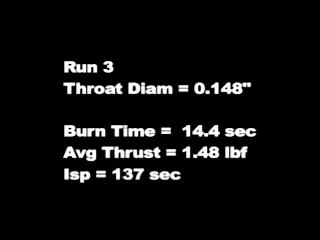 Run 3
Throat Diam = 0.148"
Burn Time =  14.4 sec
Avg Thrust = 1.48 lbf
Isp = 137 sec